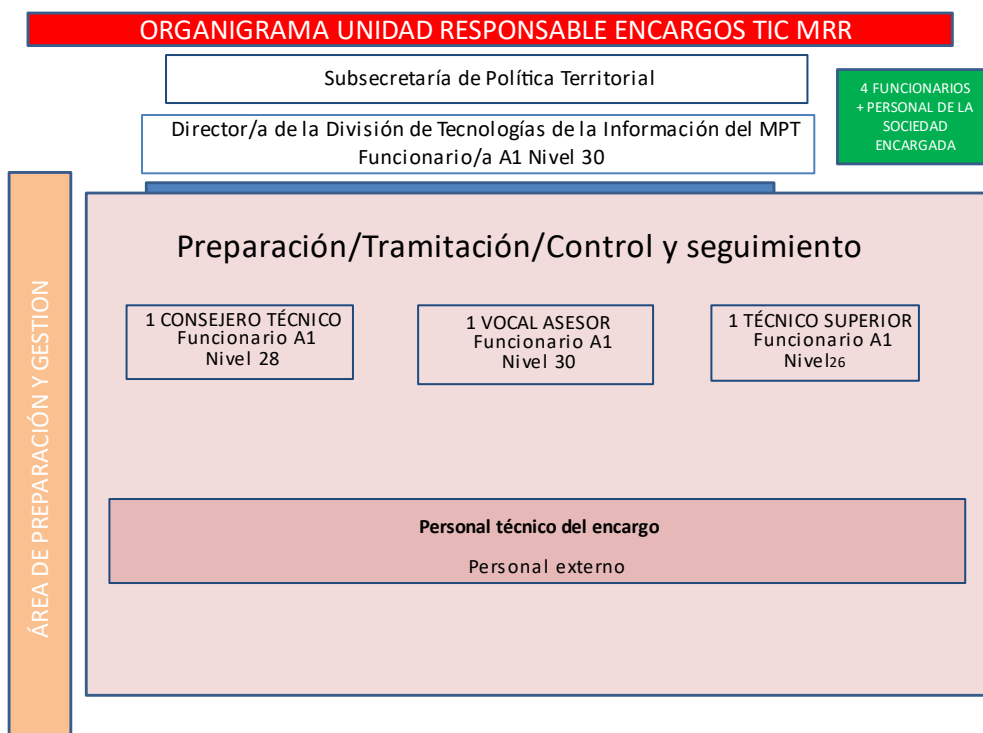 ORGANIGRAMA UNIDAD RESPONSABLE ENCARGOS TIC MRR
Subsecretaría de Política Territorial
4 FUNCIONARIOS
+ PERSONAL DE LA
SOCIEDAD
ENCARGADA
Director/a de la División de Tecnologías de la Información del MPT
Funcionario/a A1 Nivel 30
ÁREA DE PREPARACIÓN Y GESTION
Preparación/Tramitación/Control y seguimiento
1 CONSEJERO TÉCNICO
Funcionario A1
Nivel 28
1 VOCAL ASESOR
Funcionario A1
Nivel 30
1 TÉCNICO SUPERIOR
Funcionario A1
Nivel26
Personal técnico del encargo
Personal externo